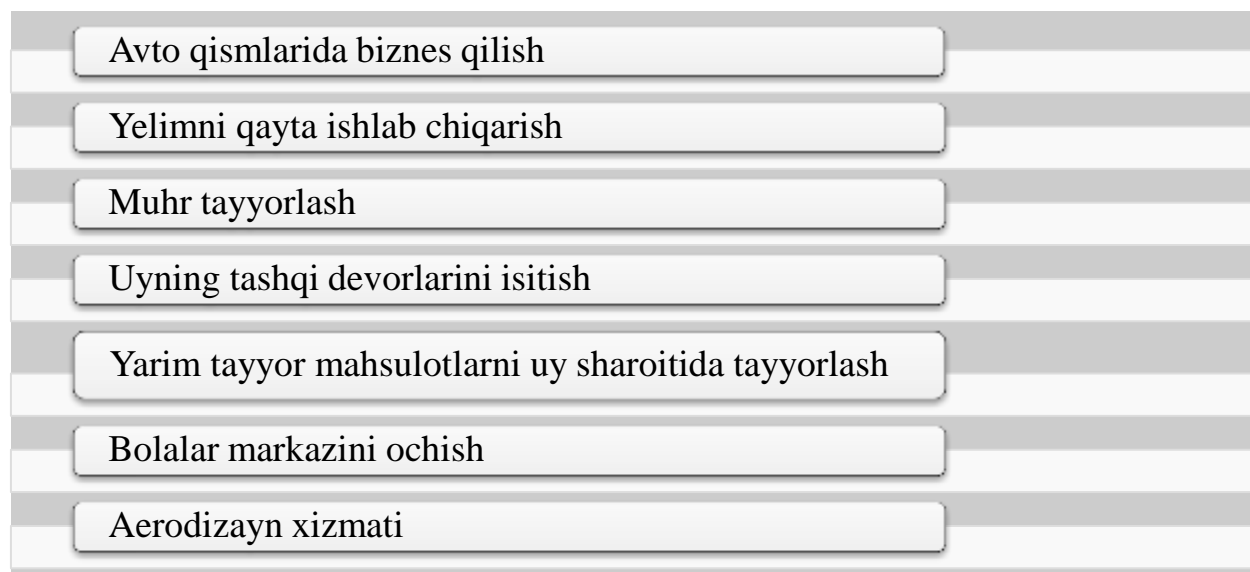 Avto qismlarida biznes qilish
Yelimni qayta ishlab chiqarish
Muhr tayyorlash
Uyning tashqi devorlarini isitish
Yarim tayyor mahsulotlarni uy sharoitida tayyorlash
Bolalar markazini ochish
Aerodizayn xizmati